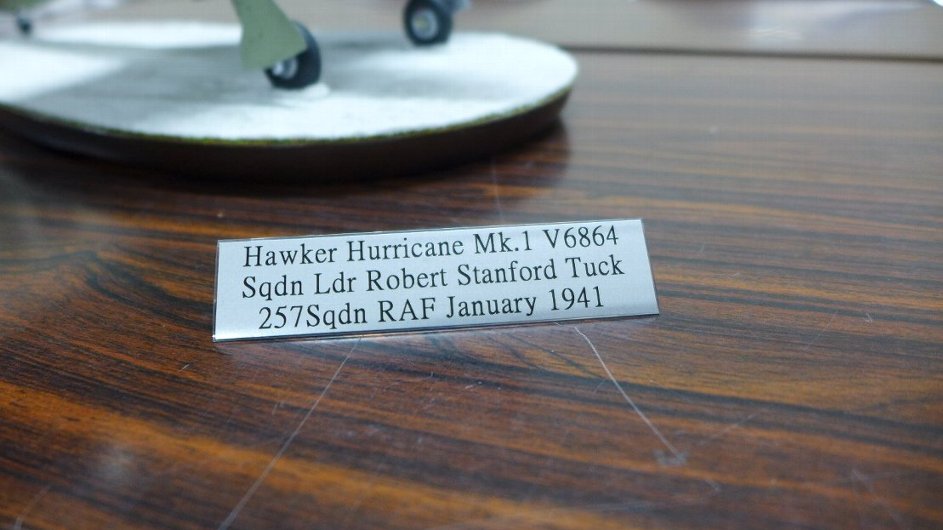 Hawker Hurricane Mk.1 V6864
Sqdn Ldr Robert Stanford Tuck
257Sqdn RAF January 1941